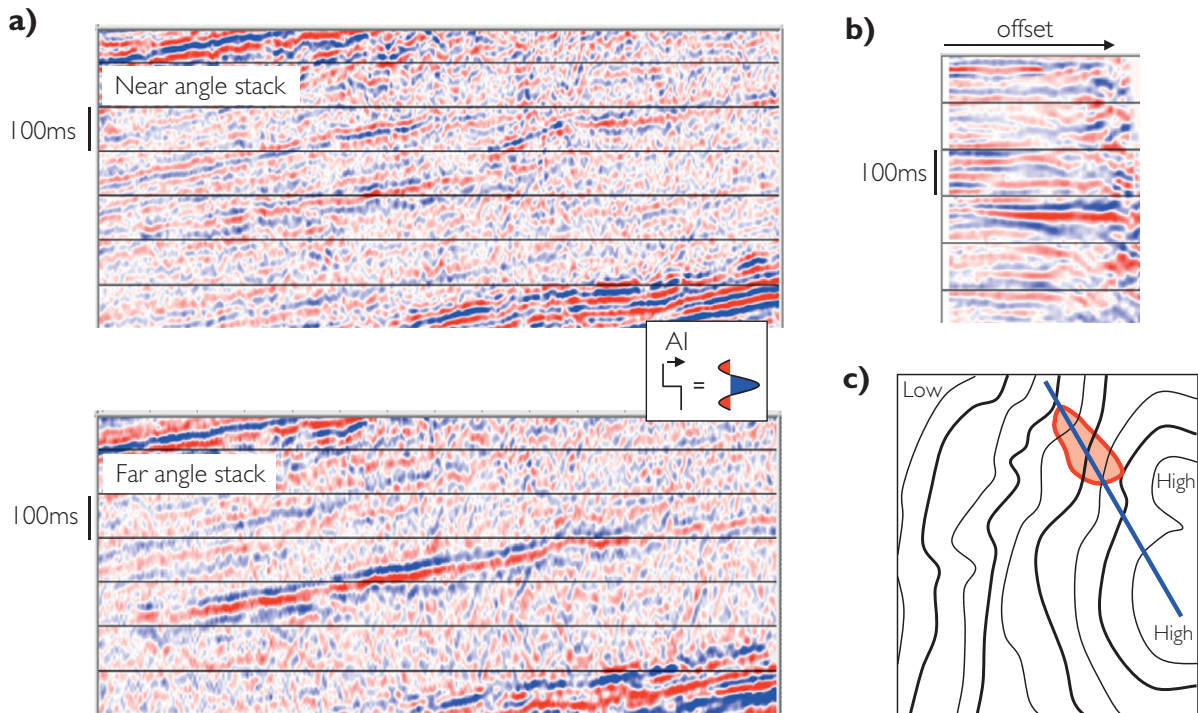 a)
Near angle stack
100ms
AI
=
Far angle stack
100ms
b)
offset
100ms
c)
Low
High
High